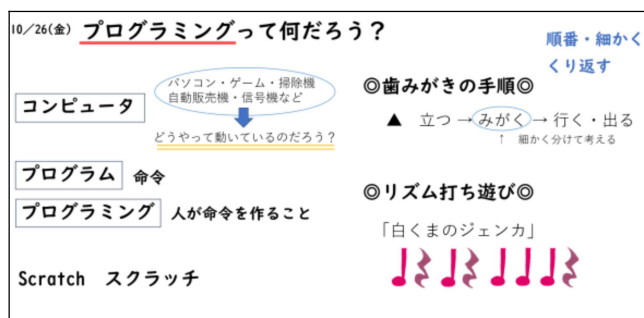 10/26(金) プログラミングって何だろう？
順番・細かく
くり返す
コンピュータ
パソコン・ゲーム・掃除機
自動販売機・信号機など
どうやって動いているのだろう？
プログラム 命令
プログラミング 人が命令を作ること
Scratch スクラッチ
◎歯みがきの手順◎
▲ 立つ→みがく→行く・出る
↑ 細かく分けて考える
◎リズム打ち遊び◎
「白くまのジェンカ」